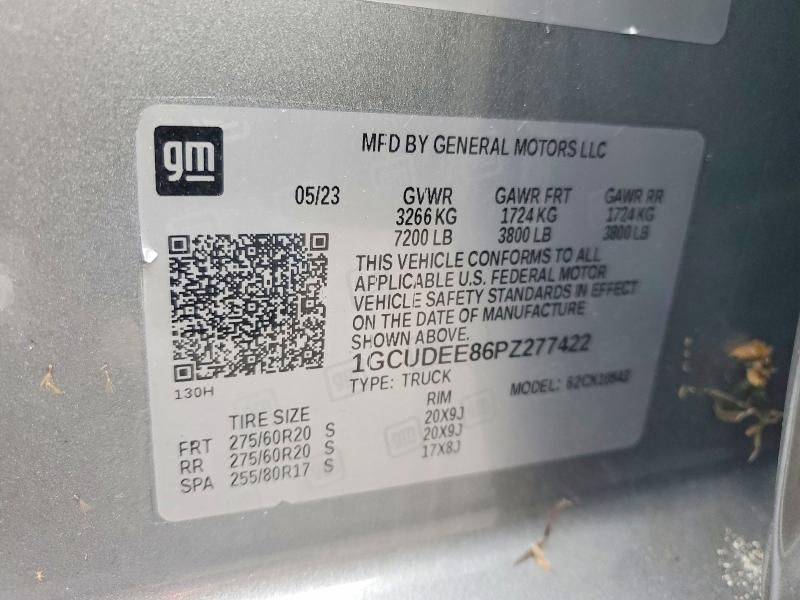 gm
MFD BY GENERAL MOTORS LLC
05/23 GVWR GAWR FRT GAWR RR
3266 KG 1724 KG 1724 KG
7200 LB 3800 LB 3800 LB
THIS VEHICLE CONFORMS TO ALL
APPLICABLE U.S. FEDERAL MOTOR
VEHICLE SAFETY STANDARDS IN EFFECT
ON THE DATE OF MANUFACTURE
SHOWN ABOVE.
1GCUDEE86PZ277422
130H
TYPE: TRUCK MODEL:
TIRE SIZE RIM
FRT 275/60R20 S 20X9J
RR 275/60R20 S 20X9J
SPA 255/80R17 S 17X8J